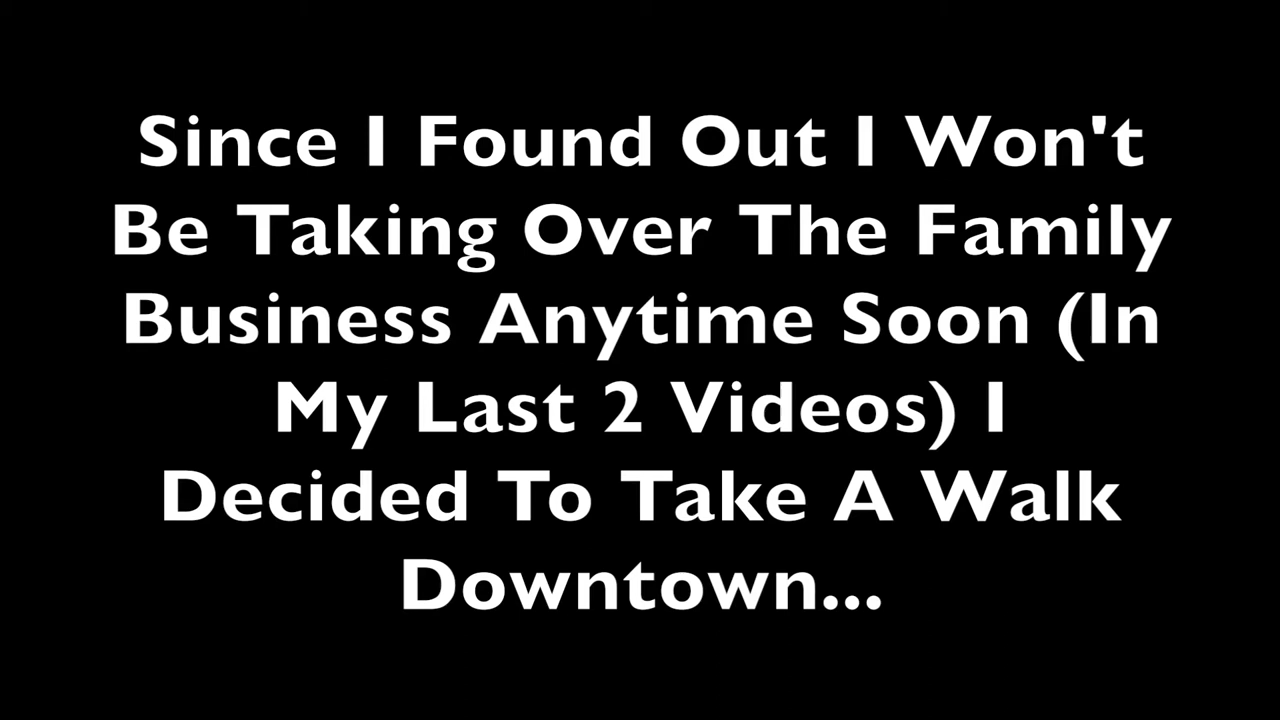 Since I Found Out I Won't
Be Taking Over The Family
Business Anytime Soon (In
My Last 2 Videos) I
Decided To Take A Walk
Downtown...